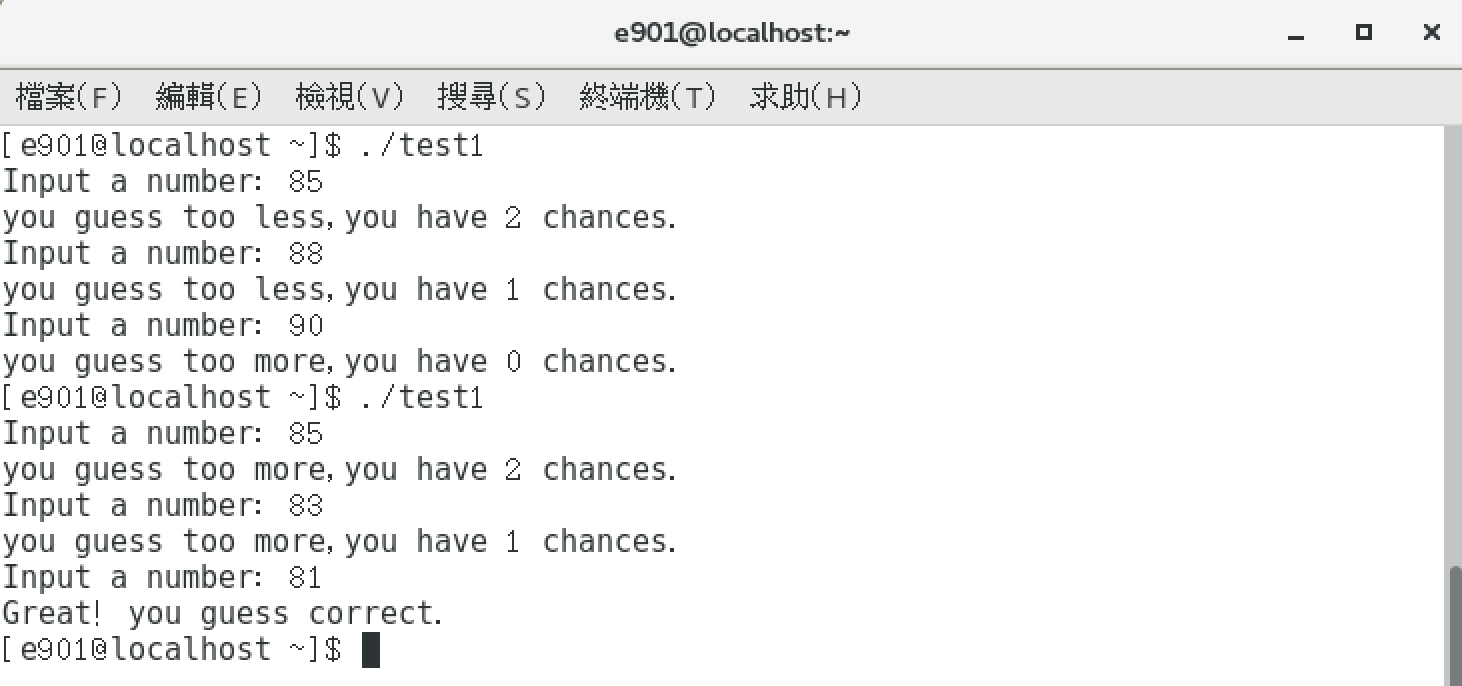 e901@localhost:~
檔案(F) 編輯(E) 檢視(V) 搜尋(S) 終端機(T) 求助(H)
[e901@localhost ~]$ ./test1
Input a number: 85
you guess too less,you have 2 chances.
Input a number: 88
you guess too less,you have 1 chances.
Input a number: 90
you guess too more,you have 0 chances.
[e901@localhost ~]$ ./test1
Input a number: 85
you guess too more,you have 2 chances.
Input a number: 83
you guess too more,you have 1 chances.
Input a number: 81
Great! you guess correct.
[e901@localhost ~]$